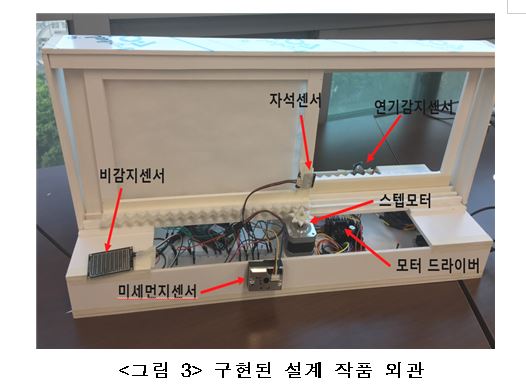 자석센서
연기감지센서
비감지센서
스텝모터
모터 드라이버
미세먼지센서
<그림 3> 구현된 설계 작품 외관